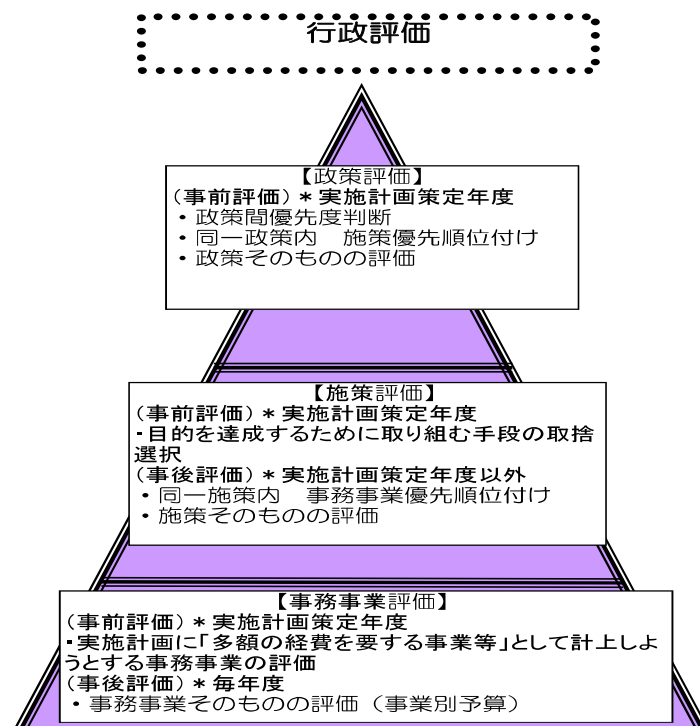 行政評価
【政策評価】
（事前評価）＊実施計画策定年度
・政策間優先度判断
・同一政策内　施策優先順位付け
・政策そのものの評価
【施策評価】
（事前評価）＊実施計画策定年度
・目的を達成するために取り組む手段の取捨
選択
（事後評価）＊実施計画策定年度以外
・同一施策内　事務事業優先順位付け
・施策そのものの評価
【事務事業評価】
（事前評価）＊実施計画策定年度
・実施計画に「多額の経費を要する事業等」として計上しよ
うとする事務事業の評価
（事後評価）＊毎年度
・事務事業そのものの評価（事業別予算）